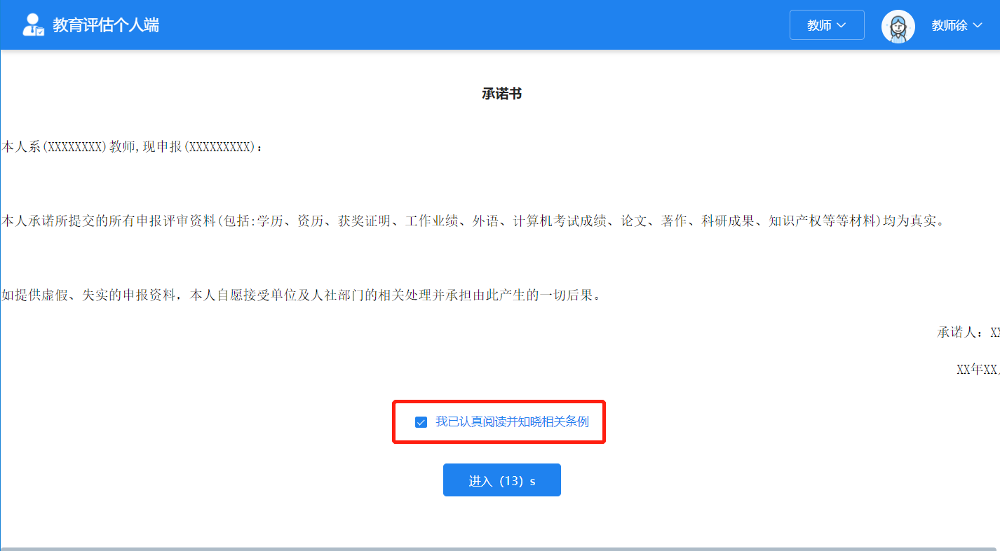 教育评估个人端
教师
教师徐
承诺书
本人系(XXXXXXXX)教师,现申报(XXXXXXXXX)：
本人承诺所提交的所有申报评审资料(包括:学历、资历、获奖证明、工作业绩、外语、计算机考试成绩、论文、著作、科研成果、知识产权等等材料)均为真实。
如提供虚假、失实的申报资料，本人自愿接受单位及人社部门的相关处理并承担由此产生的一切后果。
承诺人：XX
XX年XX
我已认真阅读并知晓相关条例
进入（13）s